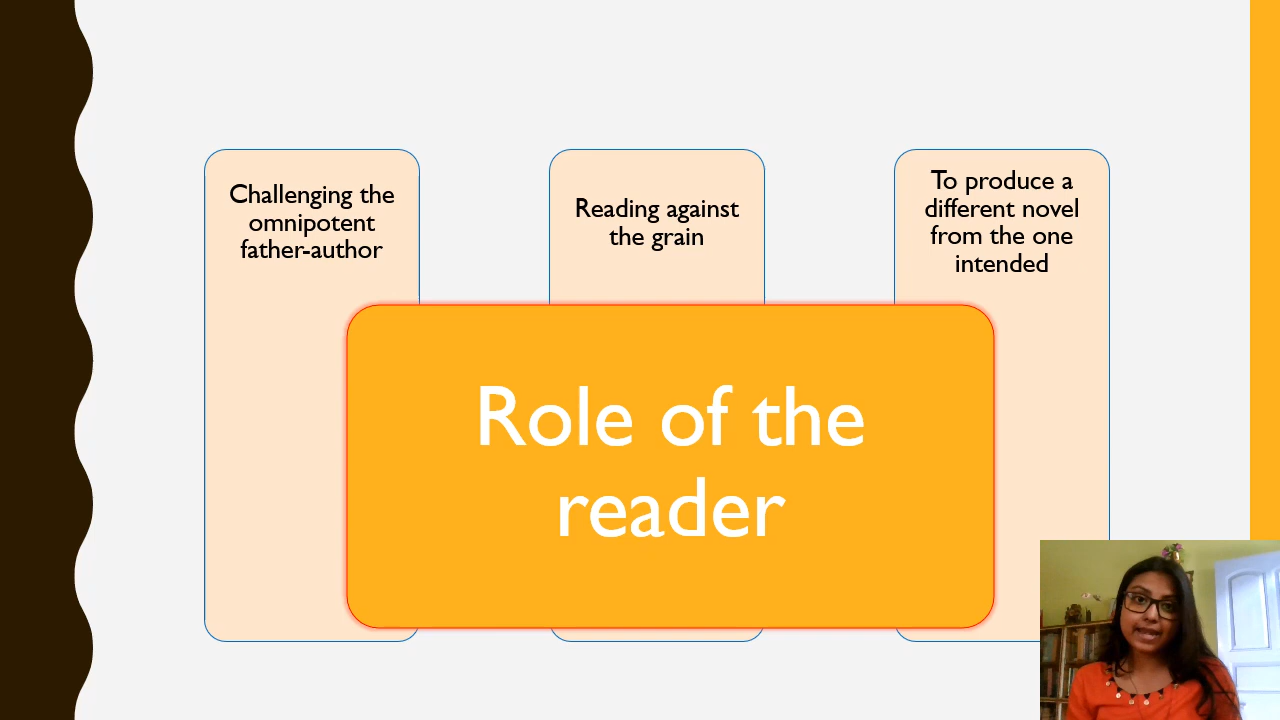 Challenging the
omnipotent
father-author
Reading against
the grain
To produce a
different novel
from the one
intended
Role of the
reader